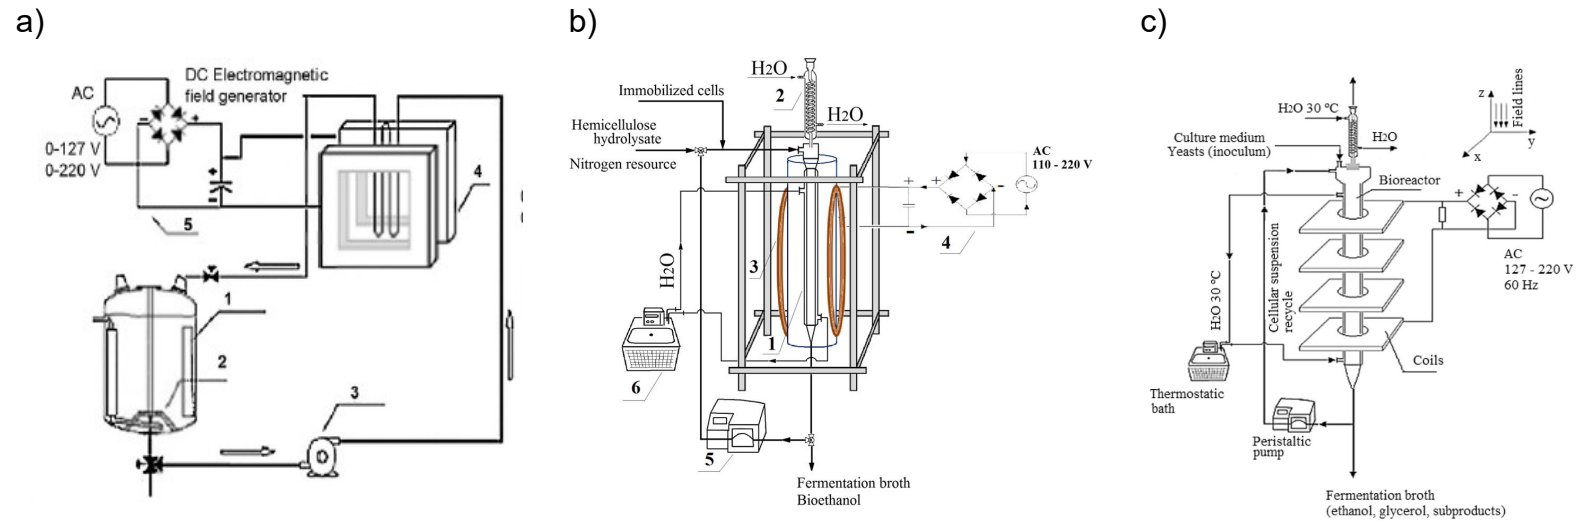 a)
DC Electromagnetic
field generator
AC
0-127 V
0-220 V
-
+
+
4
5
1
2
3
b)
H2O
2
H2O
Immobilized cells
Hemicellulose
hydrolysate
Nitrogen resource
AC
110 - 220 V
+
+
-
-
4
3
H2O
1
6
5
Fermentation broth
Bioethanol
c)
z
Field lines
y
x
H2O 30 ºC
H2O
Culture medium
Yeasts (inoculum)
Bioreactor
+
-
AC
127 - 220 V
60 Hz
H2O 30 ºC
Cellular suspension
recycle
Coils
Thermostatic
bath
Peristaltic
pump
Fermentation broth
(ethanol, glycerol, subproducts)